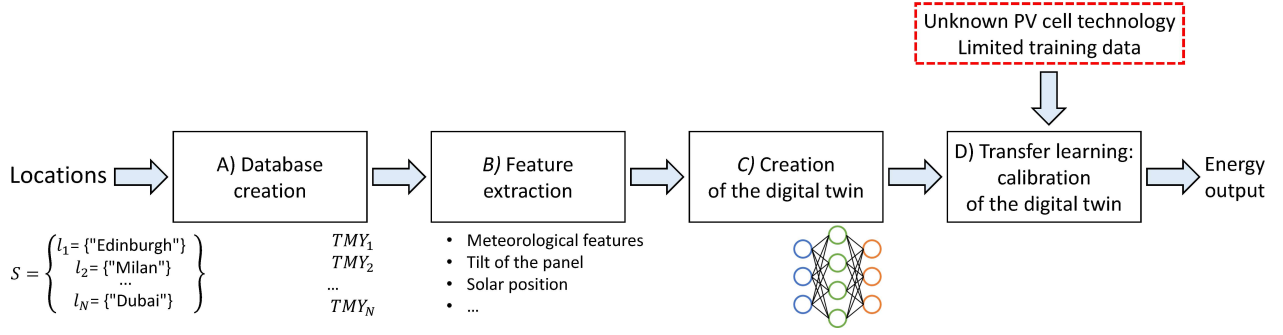 Unknown PV cell technology
Limited training data
Locations
A) Database
creation
B) Feature
extraction
C) Creation
of the digital twin
D) Transfer learning:
calibration
of the digital twin
Energy
output
S = { l₁= {"Edinburgh"}
l₂= {"Milan"}
...
l_N= {"Dubai"} }
TMY₁
TMY₂
...
TMY_N
• Meteorological features
• Tilt of the panel
• Solar position
• ...